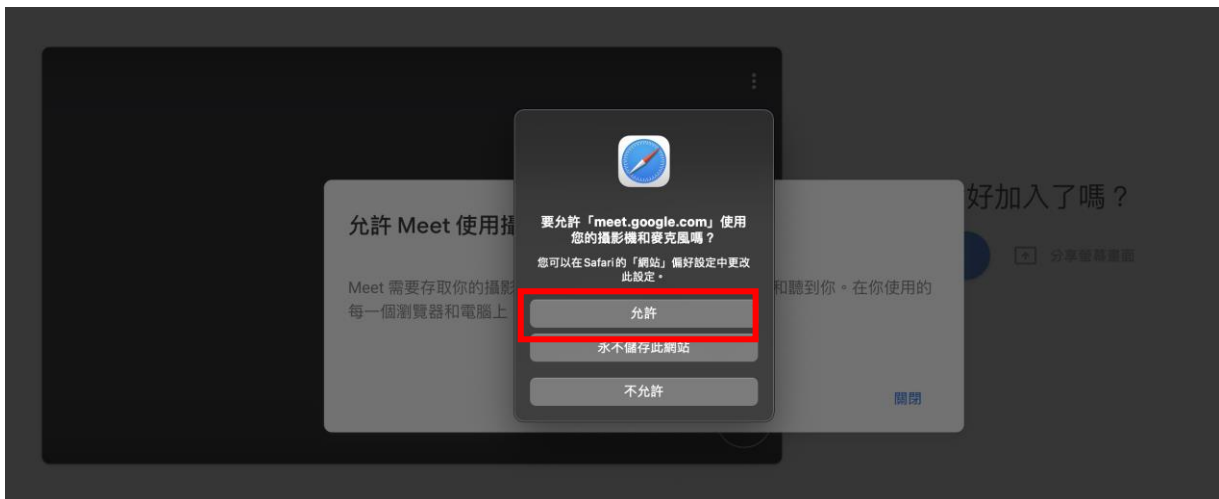 好加入了嗎？
分享螢幕畫面
允許 Meet 使用
Meet 需要存取你的攝影
和聽到你。在你使用的
每一個瀏覽器和電腦上
關閉
要允許「meet.google.com」使用
您的攝影機和麥克風嗎？
您可以在 Safari 的「網站」偏好設定中更改
此設定。
允許
永不儲存此網站
不允許